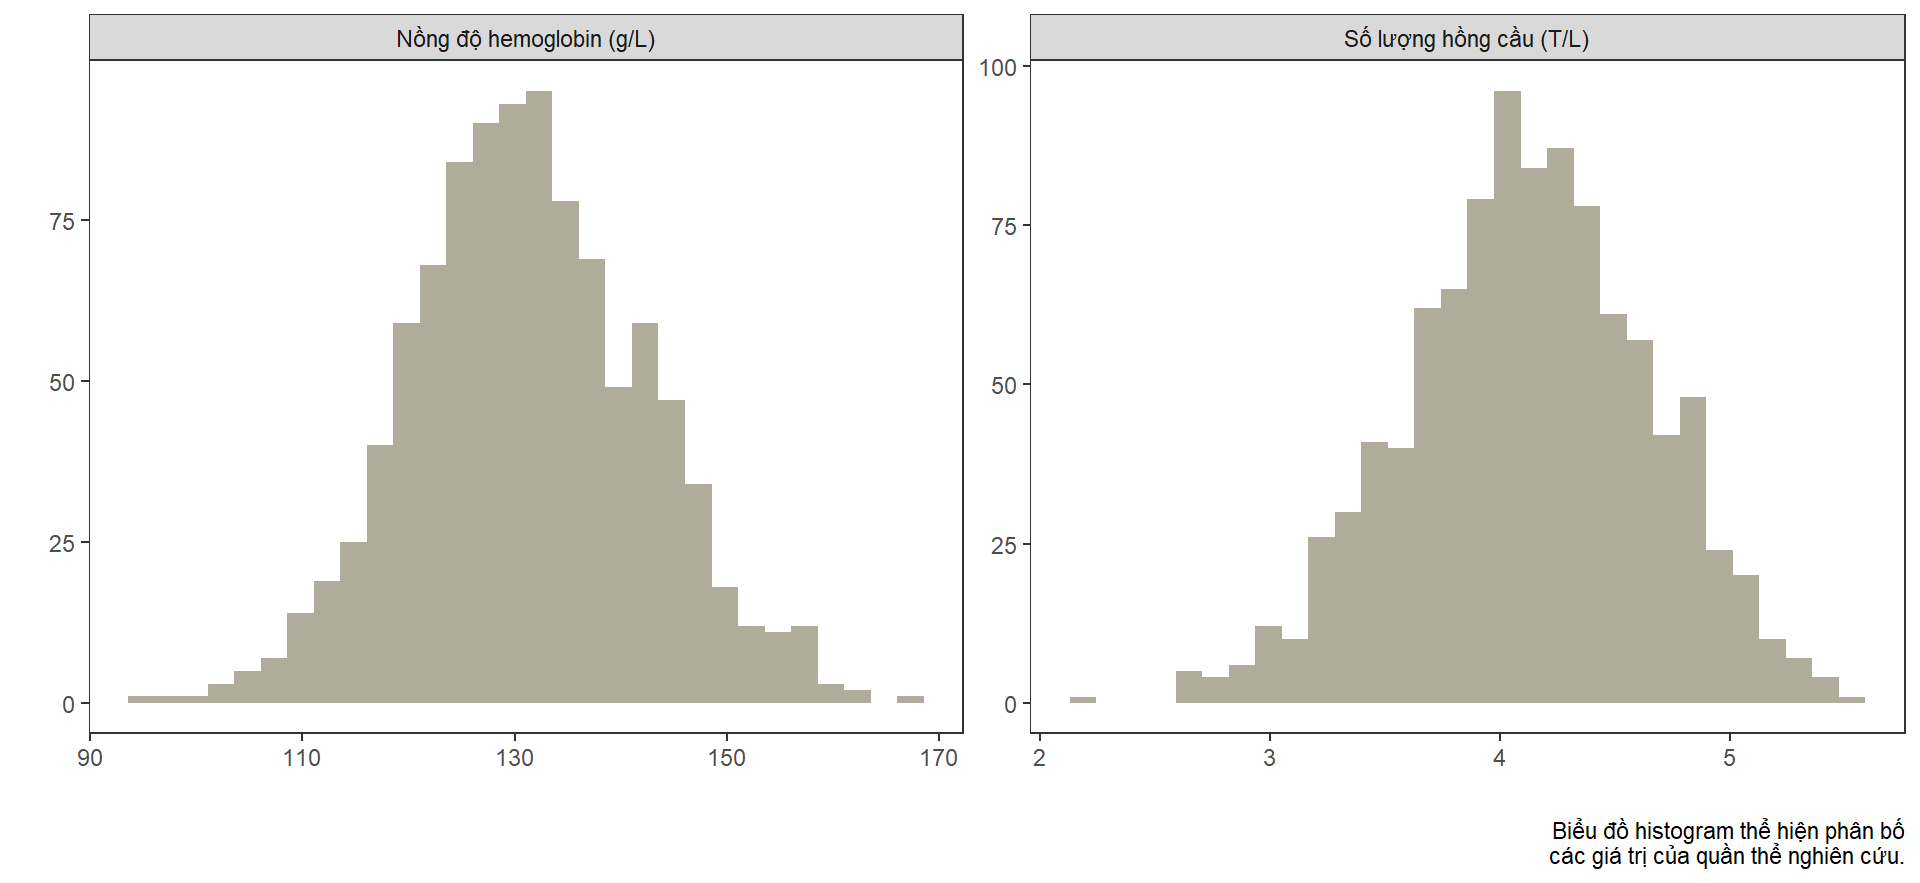 Nồng độ hemoglobin (g/L)
75
50
25
0
90 110 130 150 170
Số lượng hồng cầu (T/L)
100
75
50
25
0
2 3 4 5
Biểu đồ histogram thể hiện phân bố
các giá trị của quần thể nghiên cứu.